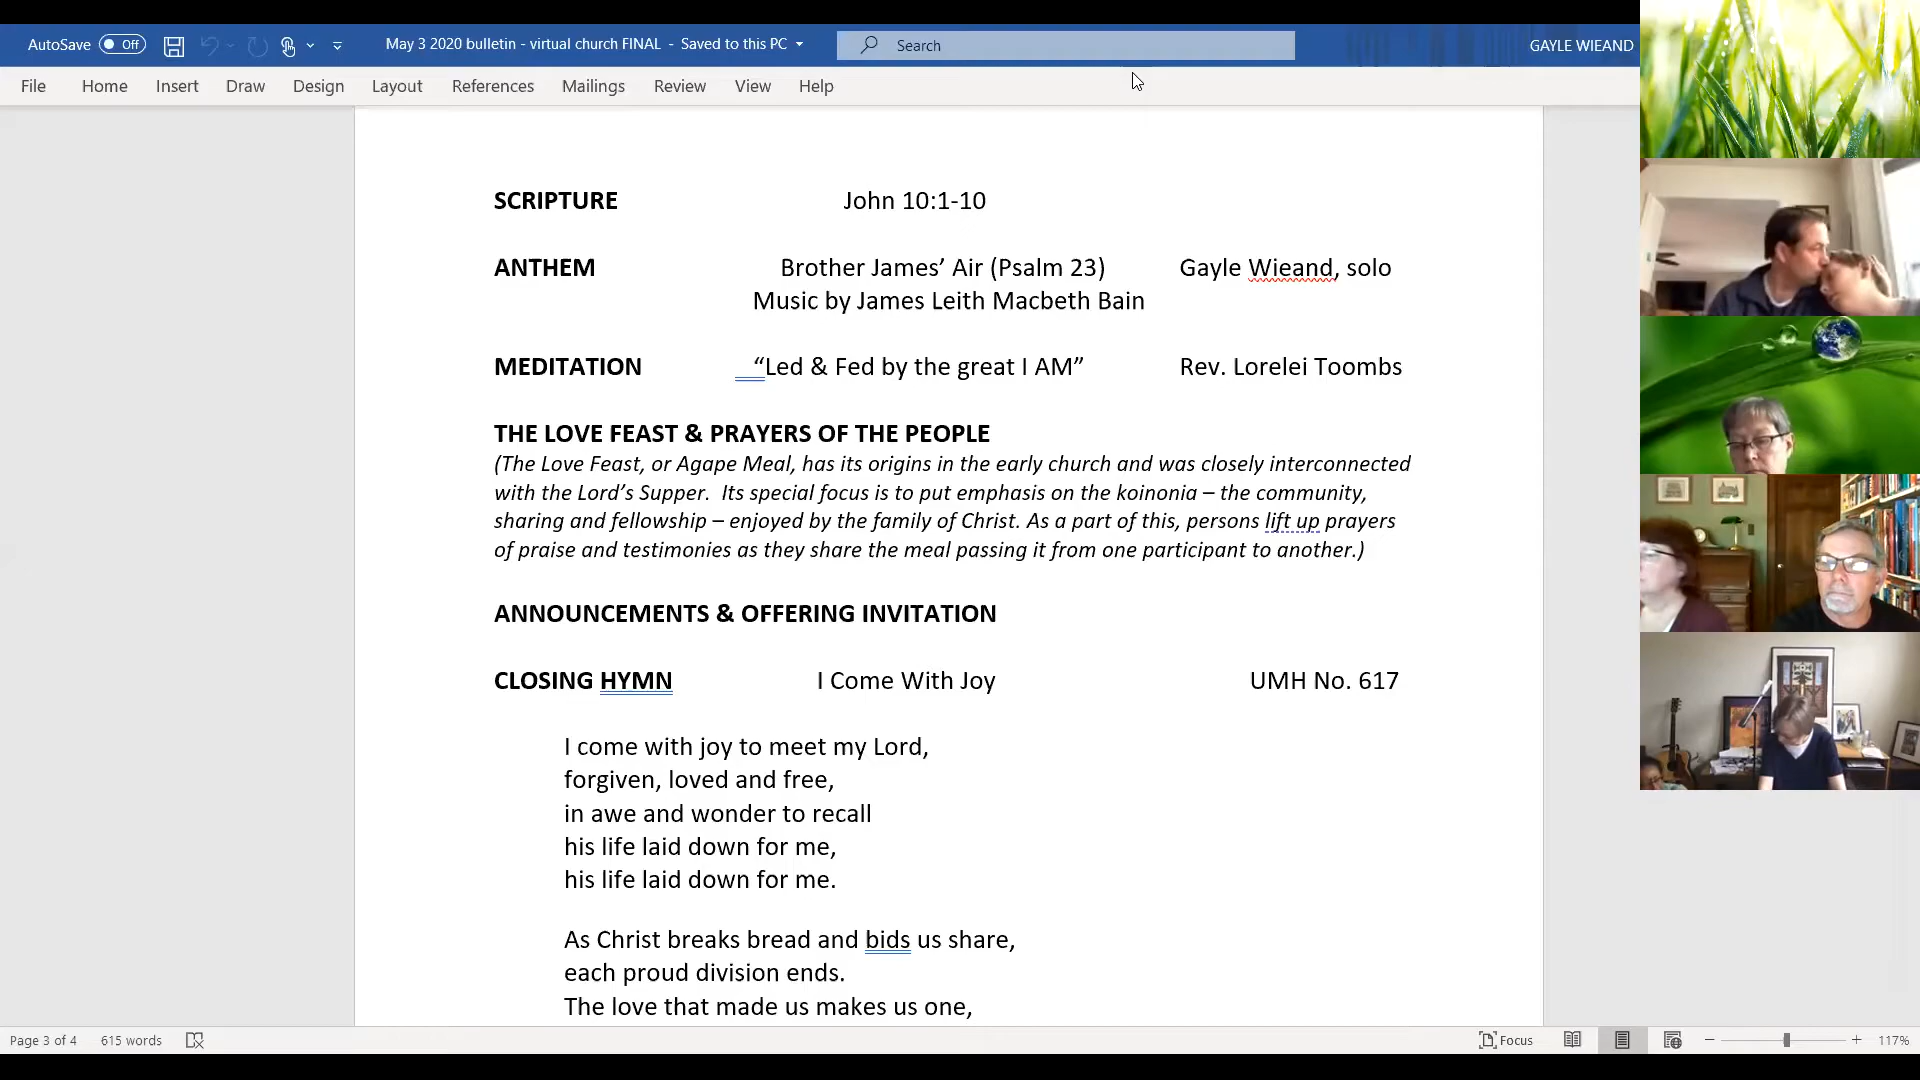 AutoSave Off May 3 2020 bulletin - virtual church FINAL - Saved to this PC Search GAYLE WIEAND
File Home Insert Draw Design Layout References Mailings Review View Help
SCRIPTURE John 10:1-10
ANTHEM Brother James’ Air (Psalm 23) Gayle Wieand, solo
Music by James Leith Macbeth Bain
MEDITATION “Led & Fed by the great I AM” Rev. Lorelei Toombs
THE LOVE FEAST & PRAYERS OF THE PEOPLE
(The Love Feast, or Agape Meal, has its origins in the early church and was closely interconnected
with the Lord’s Supper. Its special focus is to put emphasis on the koinonia – the community,
sharing and fellowship – enjoyed by the family of Christ. As a part of this, persons lift up prayers
of praise and testimonies as they share the meal passing it from one participant to another.)
ANNOUNCEMENTS & OFFERING INVITATION
CLOSING HYMN I Come With Joy UMH No. 617
I come with joy to meet my Lord,
forgiven, loved and free,
in awe and wonder to recall
his life laid down for me,
his life laid down for me.
As Christ breaks bread and bids us share,
each proud division ends.
The love that made us makes us one,
Page 3 of 4 615 words Focus 117%